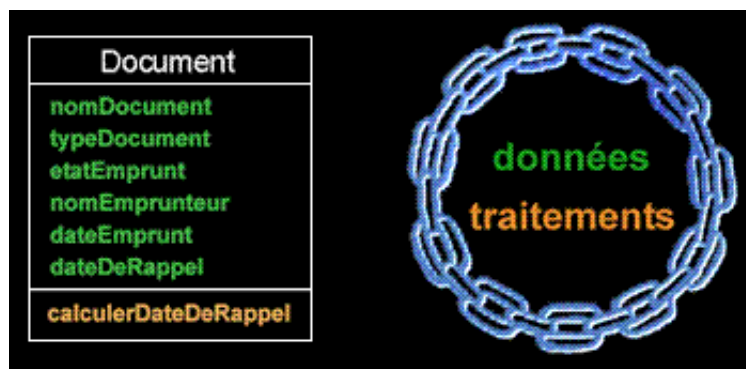 Document
nomDocument
typeDocument
etatEmprunt
nomEmprunteur
dateEmprunt
dateDeRappel
calculerDateDeRappel
données
traitements